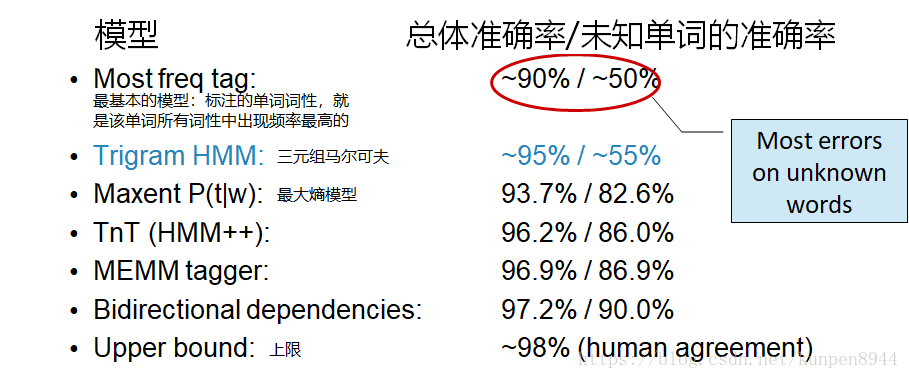 模型 总体准确率/未知单词的准确率
• Most freq tag: ~90% / ~50%
最基本的模型：标注的单词词性，就
是该单词所有词性中出现频率最高的
Most errors
on unknown
words
• Trigram HMM: 三元组马尔可夫 ~95% / ~55%
• Maxent P(t|w): 最大熵模型 93.7% / 82.6%
• TnT (HMM++): 96.2% / 86.0%
• MEMM tagger: 96.9% / 86.9%
• Bidirectional dependencies: 97.2% / 90.0%
• Upper bound: 上限 ~98% (human agreement)
https://blog.csdn.net/kunpen8944